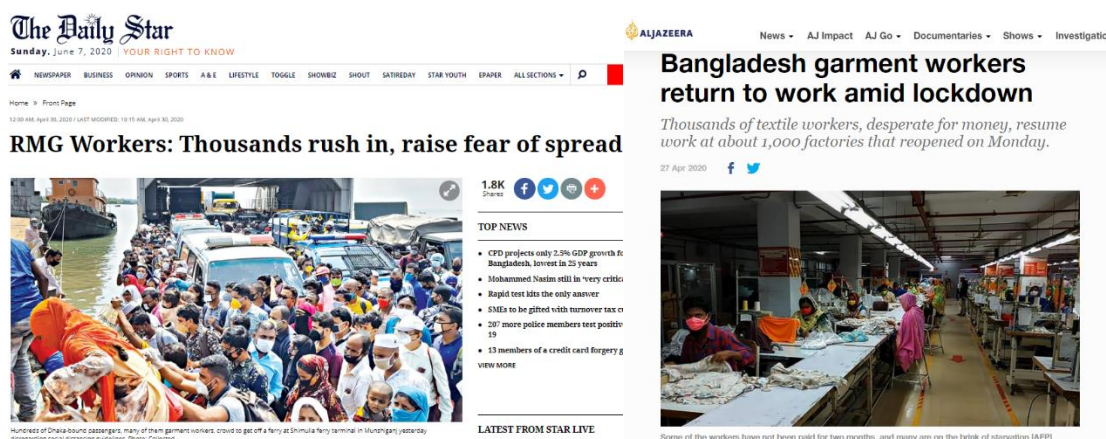 The Daily Star
Sunday, June 7, 2020 | YOUR RIGHT TO KNOW
NEWSPAPER BUSINESS OPINION SPORTS A & E LIFESTYLE TOGGLE SHOWBIZ SHOUT SATIREDAY STAR YOUTH EPAPER ALL SECTIONS
Home » Front Page
12:00 AM, April 30, 2020 / LAST MODIFIED: 10:15 AM, April 30, 2020
RMG Workers: Thousands rush in, raise fear of spread
1.8K
Shares
TOP NEWS
• CPD projects only 2.5% GDP growth fo
Bangladesh, lowest in 25 years
• Mohammed Nasim still in 'very critic
• Rapid test kits the only answer
• SMEs to be gifted with turnover tax cu
• 207 more police members test positiv
19
• 13 members of a credit card forgery g
VIEW MORE
LATEST FROM STAR LIVE
Hundreds of Dhaka-bound passengers, many of them garment workers, crowd to get off a ferry at Shimulia ferry terminal in Munshiganj yesterday
disregarding social distancing guidelines. Photo: Collected
ALJAZEERA
News AJ Impact AJ Go Documentaries Shows Investigatio
Bangladesh garment workers
return to work amid lockdown
Thousands of textile workers, desperate for money, resume
work at about 1,000 factories that reopened on Monday.
27 Apr 2020
Some of the workers have not been paid for two months, and many are on the brink of starvation [AFP]